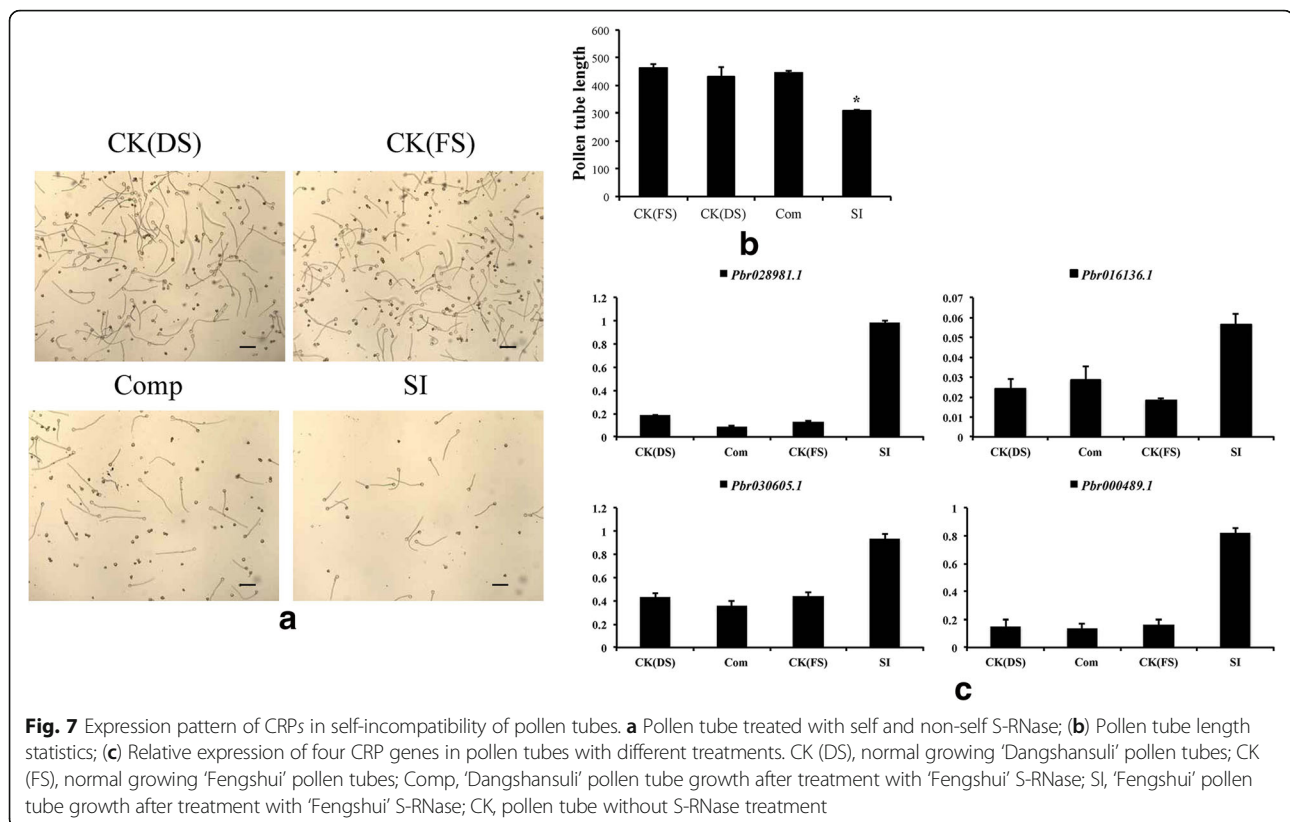 CK(DS)
CK(FS)
Comp
SI
a
600
500
400
300
200
100
0
Pollen tube length
*
CK(FS)
CK(DS)
Com
SI
b
Pbr028981.1
1.2
1
0.8
0.6
0.4
0.2
0
CK(DS)
Com
CK(FS)
SI
Pbr016136.1
0.07
0.06
0.05
0.04
0.03
0.02
0.01
0
CK(DS)
Com
CK(FS)
SI
Pbr030605.1
1.2
1
0.8
0.6
0.4
0.2
0
CK(DS)
Com
CK(FS)
SI
Pbr000489.1
1
0.8
0.6
0.4
0.2
0
CK(DS)
Com
CK(FS)
SI
c
Fig. 7 Expression pattern of CRPs in self-incompatibility of pollen tubes. a Pollen tube treated with self and non-self S-RNase; (b) Pollen tube length
statistics; (c) Relative expression of four CRP genes in pollen tubes with different treatments. CK (DS), normal growing ‘Dangshansuli’ pollen tubes; CK
(FS), normal growing ‘Fengshui’ pollen tubes; Comp, ‘Dangshansuli’ pollen tube growth after treatment with ‘Fengshui’ S-RNase; SI, ‘Fengshui’ pollen
tube growth after treatment with ‘Fengshui’ S-RNase; CK, pollen tube without S-RNase treatment